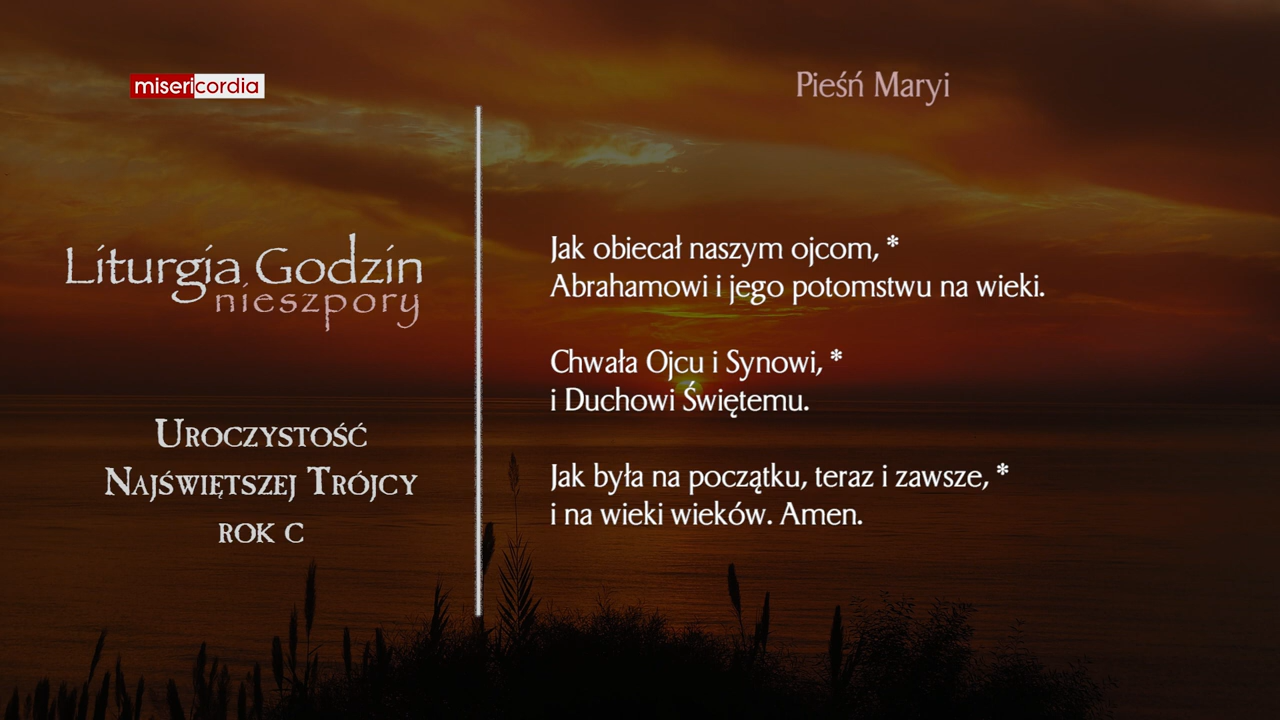 misericordia
Liturgia Godzin
nieszpory
Uroczystość
Najświętszej Trójcy
rok C
Pieśń Maryi
Jak obiecał naszym ojcom, *
Abrahamowi i jego potomstwu na wieki.
Chwała Ojcu i Synowi, *
i Duchowi Świętemu.
Jak była na początku, teraz i zawsze, *
i na wieki wieków. Amen.